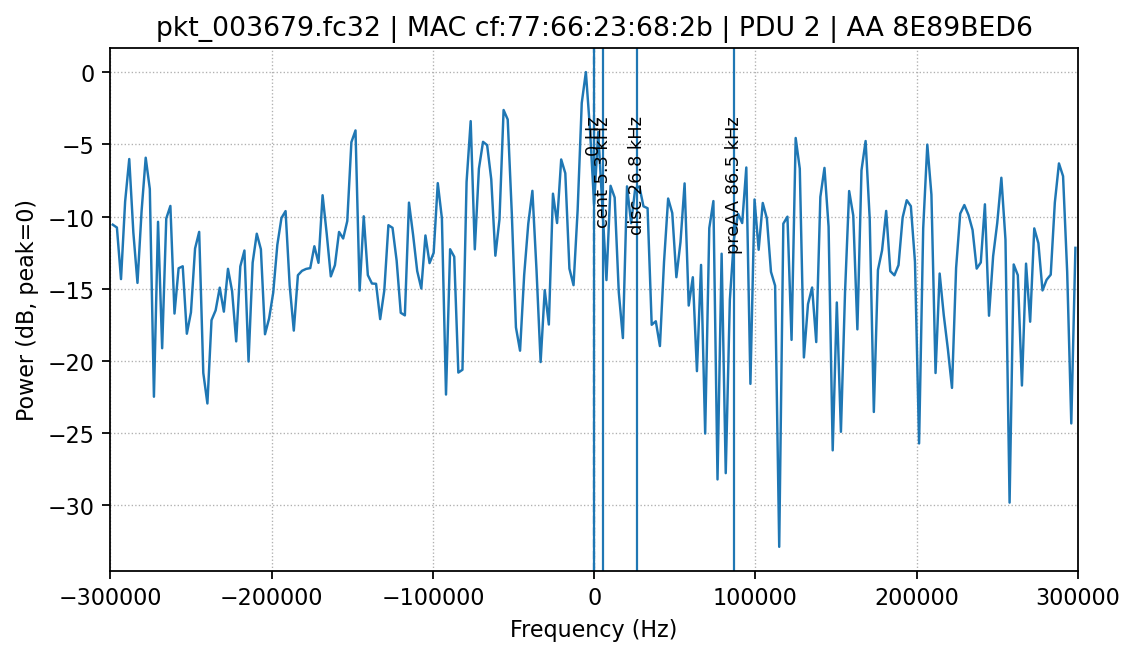 pkt_003679.fc32 | MAC cf:77:66:23:68:2b | PDU 2 | AA 8E89BED6
Power (dB, peak=0)
0
−5
−10
−15
−20
−25
−30
0 Hz
cent 5.3 kHz
disc 26.8 kHz
preAA 86.5 kHz
−300000
−200000
−100000
0
100000
200000
300000
Frequency (Hz)